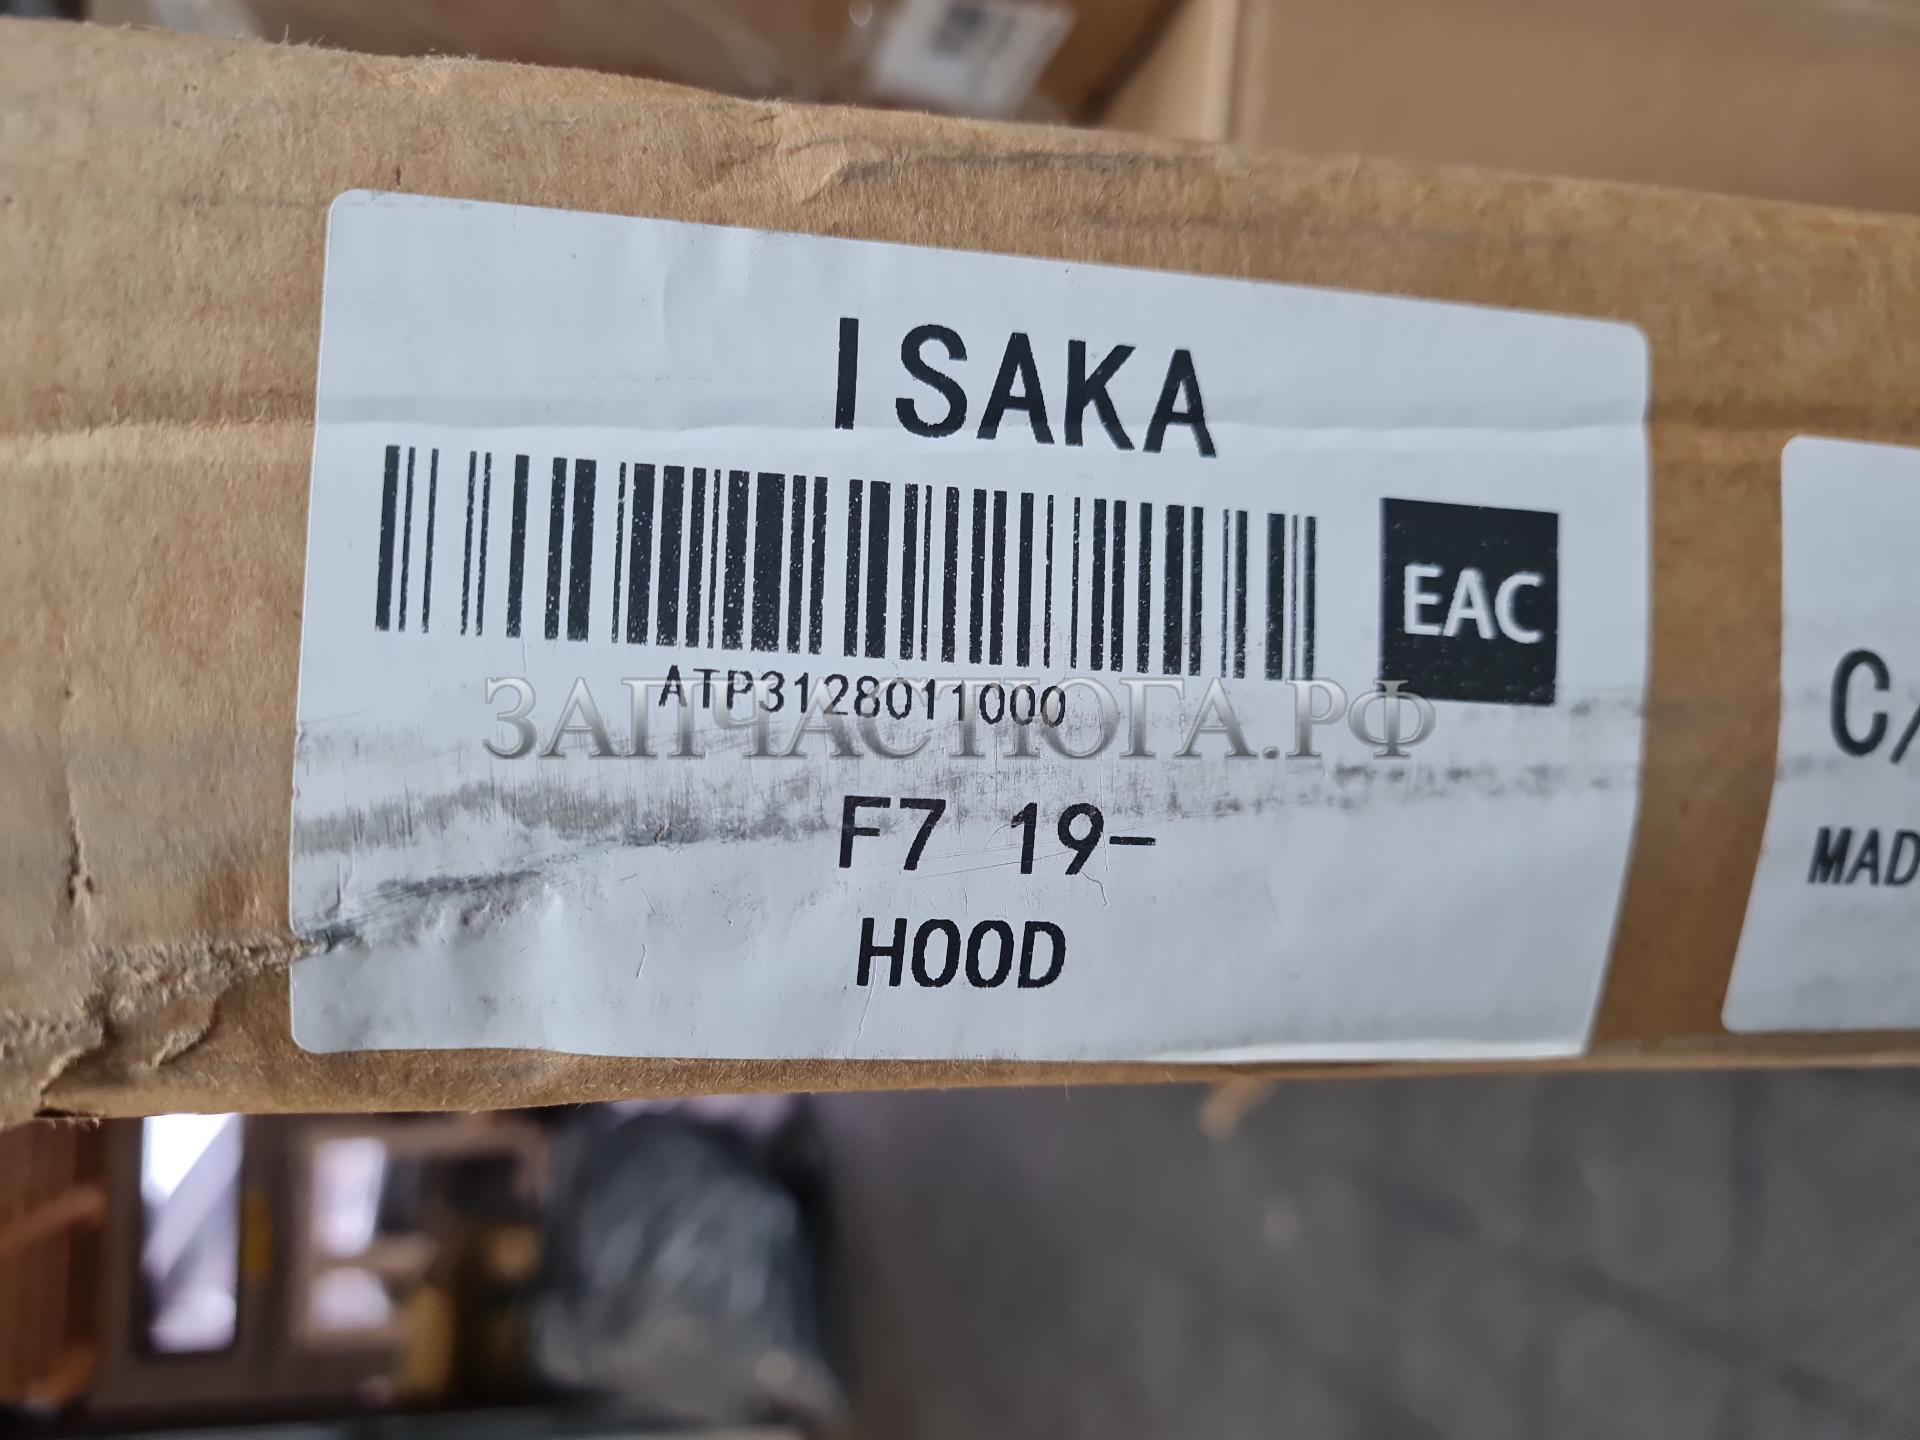 ISAKA
EAC
ATP3128011000
ЗАПЧАСТЮГА.РФ
F7 19-
HOOD
C/
MAD